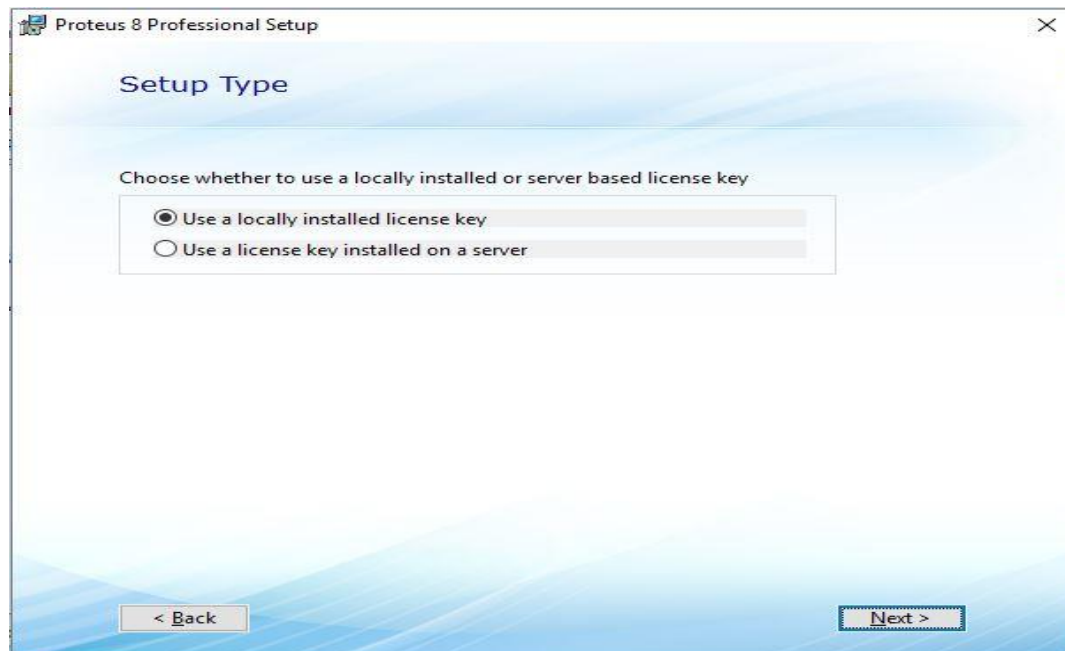 Proteus 8 Professional Setup
Setup Type
Choose whether to use a locally installed or server based license key
Use a locally installed license key
Use a license key installed on a server
< Back
Next >